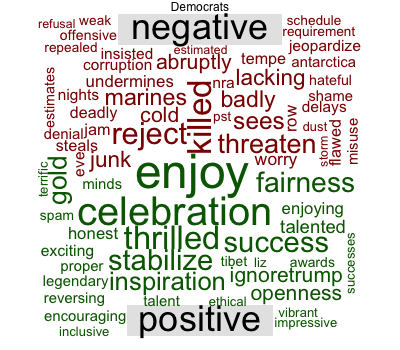 Democrats
negative
refusal weak schedule
offensive requirement
repealed insisted estimated jeopardize
corruption abruptly tempe antarctica
estimates undermines nra lacking hateful
nights marines killed badly shame
deadly cold pst sees row delays
denial jam reject threaten dust flawed misuse
steals eve junk worry storm
terrific gold minds enjoy fairness
spam celebration enjoying
honest thrilled success talented
exciting stabilize tibet liz awards successes
proper
legendary inspiration ignoretrump
reversing talent ethical openness
encouraging positive vibrant
inclusive impressive